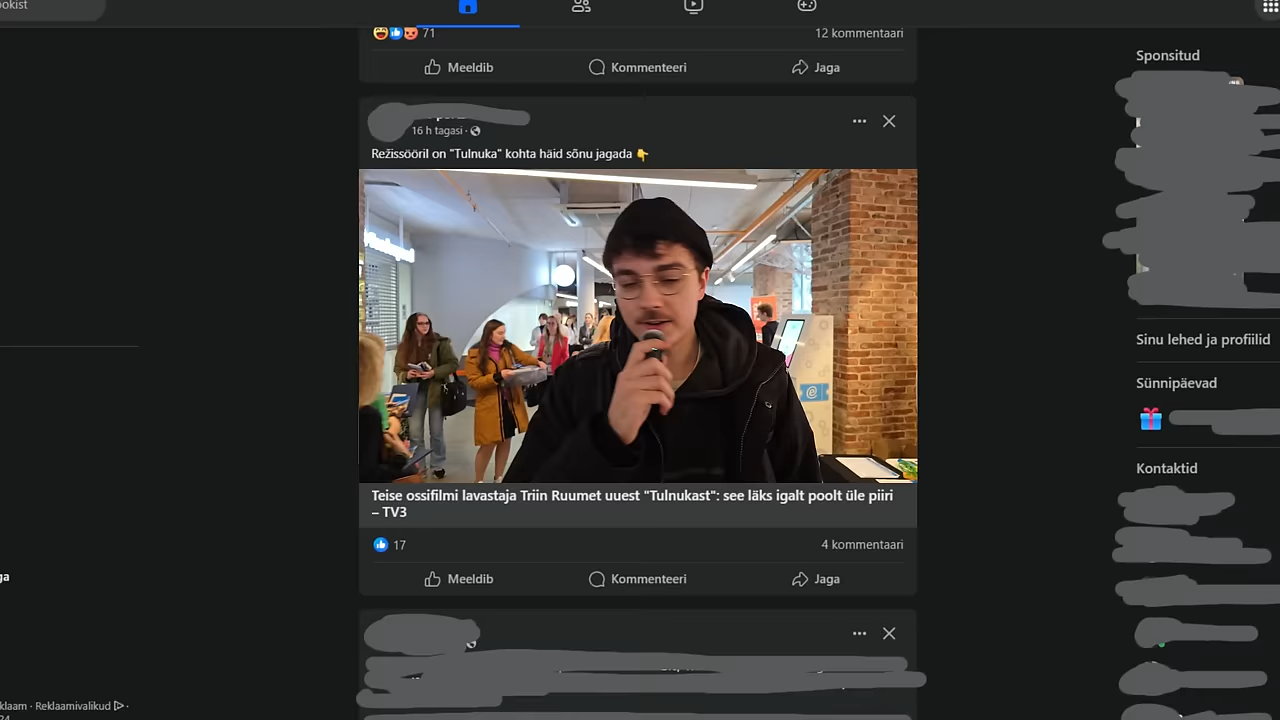 ookist
71
12 kommentaari
Meeldib
Kommenteeri
Jaga
16 h tagasi ·
Režissööril on "Tulnuka" kohta häid sõnu jagada 👇
Teise ossifilmi lavastaja Triin Ruumet uuest "Tulnukast": see läks igalt poolt üle piiri
– TV3
17
4 kommentaari
Meeldib
Kommenteeri
Jaga
Sponsitud
Sinu lehed ja profiilid
Sünnipäevad
Kontaktid
ga
klaam · Reklaamivalikud ·
24